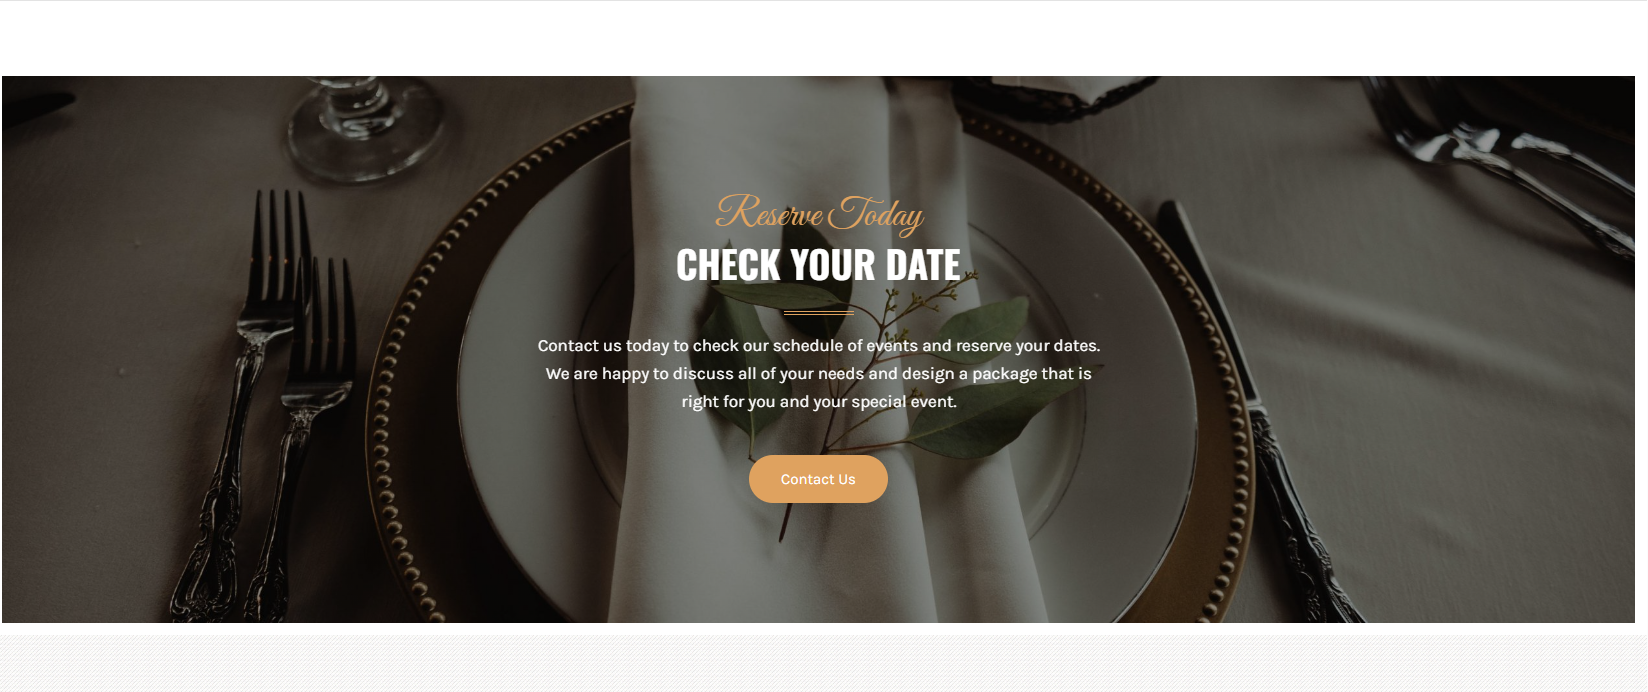 Reserve Today
CHECK YOUR DATE
Contact us today to check our schedule of events and reserve your dates.
We are happy to discuss all of your needs and design a package that is
right for you and your special event.
Contact Us